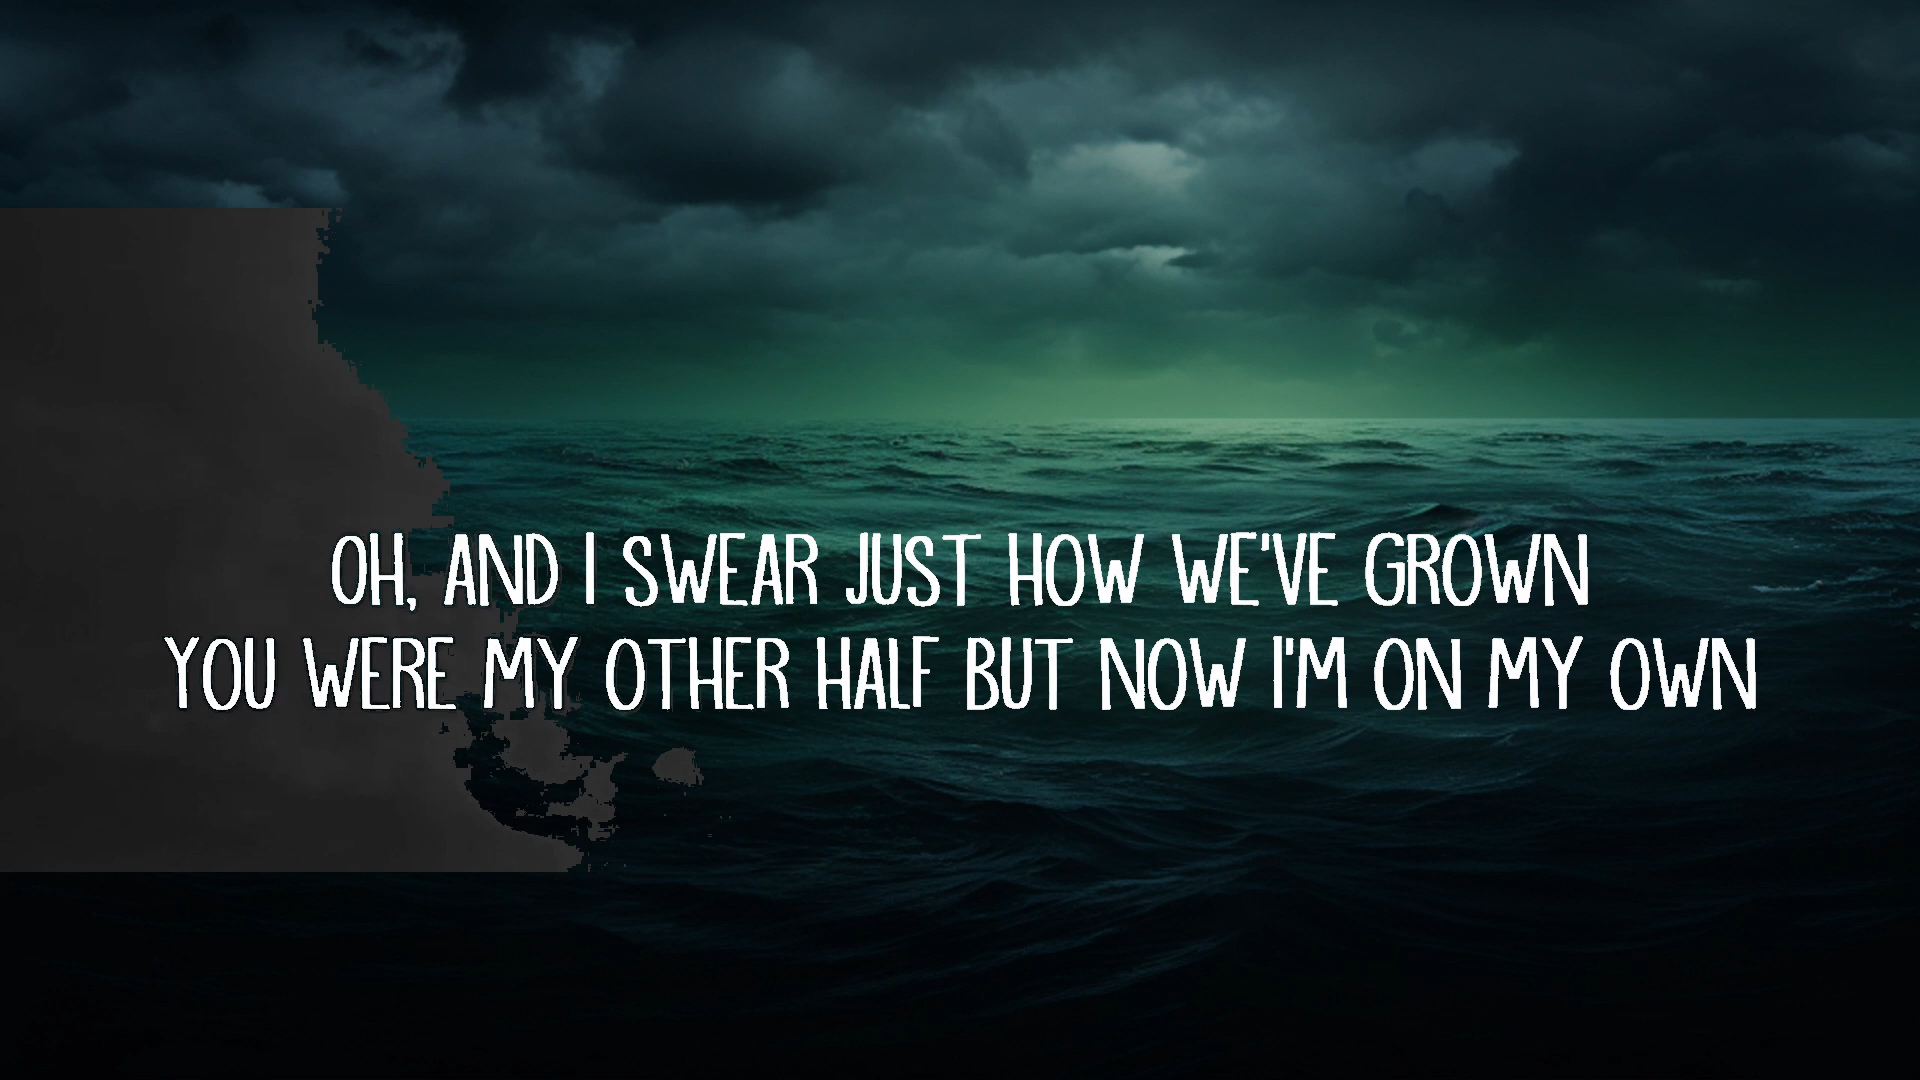 OH, AND I SWEAR JUST HOW WE'VE GROWN
YOU WERE MY OTHER HALF BUT NOW I'M ON MY OWN